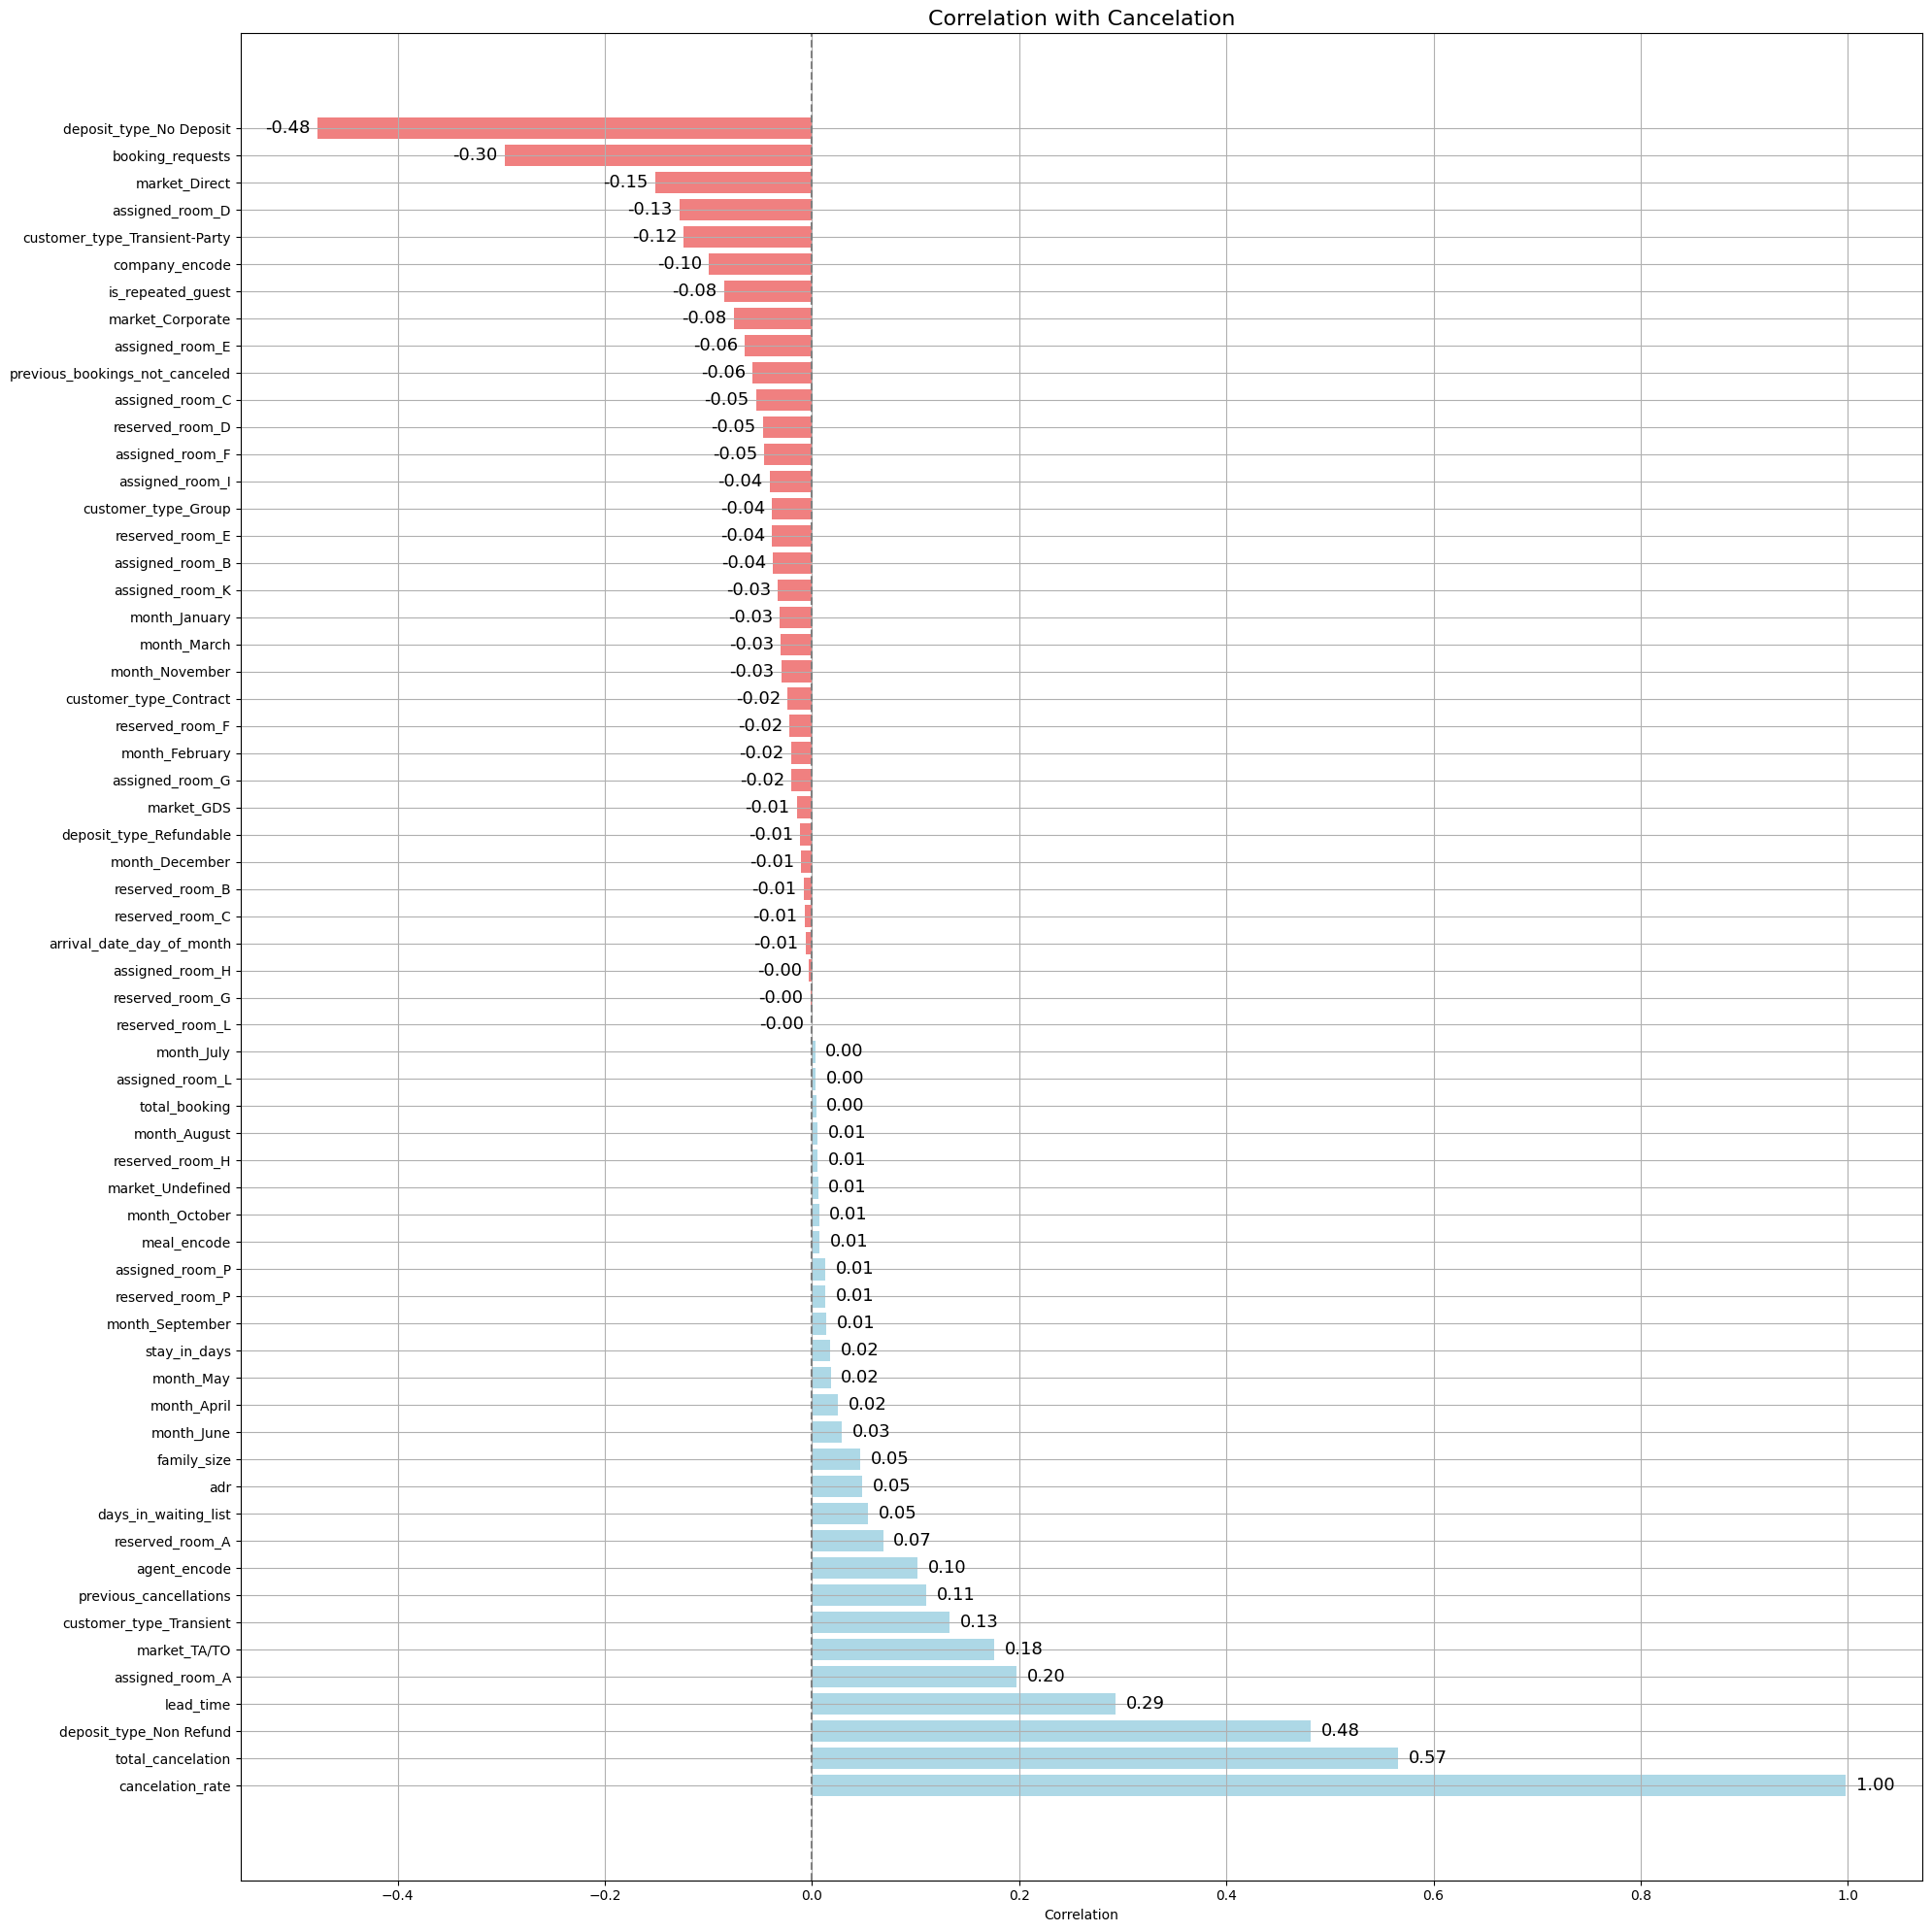 Correlation with Cancelation
deposit_type_No Deposit -0.48
booking_requests -0.30
market_Direct -0.15
assigned_room_D -0.13
customer_type_Transient-Party -0.12
company_encode -0.10
is_repeated_guest -0.08
market_Corporate -0.08
assigned_room_E -0.06
previous_bookings_not_canceled -0.06
assigned_room_C -0.05
reserved_room_D -0.05
assigned_room_F -0.05
assigned_room_I -0.04
customer_type_Group -0.04
reserved_room_E -0.04
assigned_room_B -0.04
assigned_room_K -0.03
month_January -0.03
month_March -0.03
month_November -0.03
customer_type_Contract -0.02
reserved_room_F -0.02
month_February -0.02
assigned_room_G -0.02
market_GDS -0.01
deposit_type_Refundable -0.01
month_December -0.01
reserved_room_B -0.01
reserved_room_C -0.01
arrival_date_day_of_month -0.01
assigned_room_H -0.00
reserved_room_G -0.00
reserved_room_L -0.00
month_July 0.00
assigned_room_L 0.00
total_booking 0.00
month_August 0.01
reserved_room_H 0.01
market_Undefined 0.01
month_October 0.01
meal_encode 0.01
assigned_room_P 0.01
reserved_room_P 0.01
month_September 0.01
stay_in_days 0.02
month_May 0.02
month_April 0.02
month_June 0.03
family_size 0.05
adr 0.05
days_in_waiting_list 0.05
reserved_room_A 0.07
agent_encode 0.10
previous_cancellations 0.11
customer_type_Transient 0.13
market_TA/TO 0.18
assigned_room_A 0.20
lead_time 0.29
deposit_type_Non Refund 0.48
total_cancelation 0.57
cancelation_rate 1.00
−0.4 −0.2 0.0 0.2 0.4 0.6 0.8 1.0
Correlation